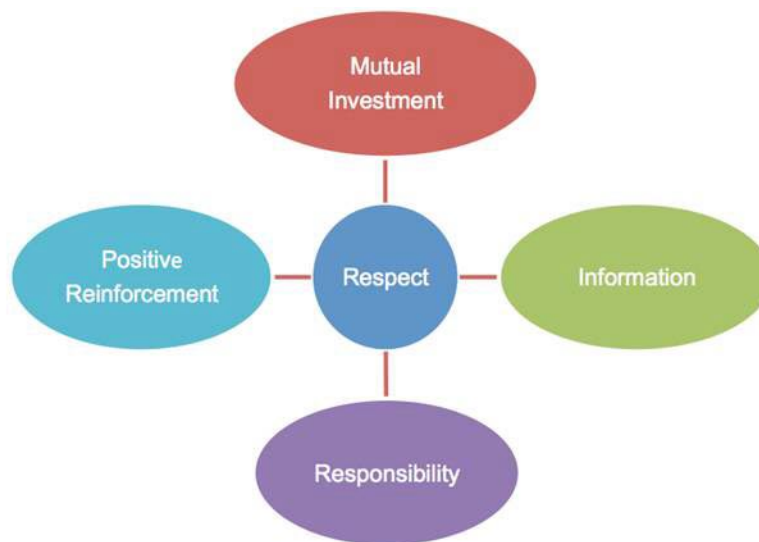 Mutual
Investment
Positive
Reinforcement
Respect
Information
Responsibility